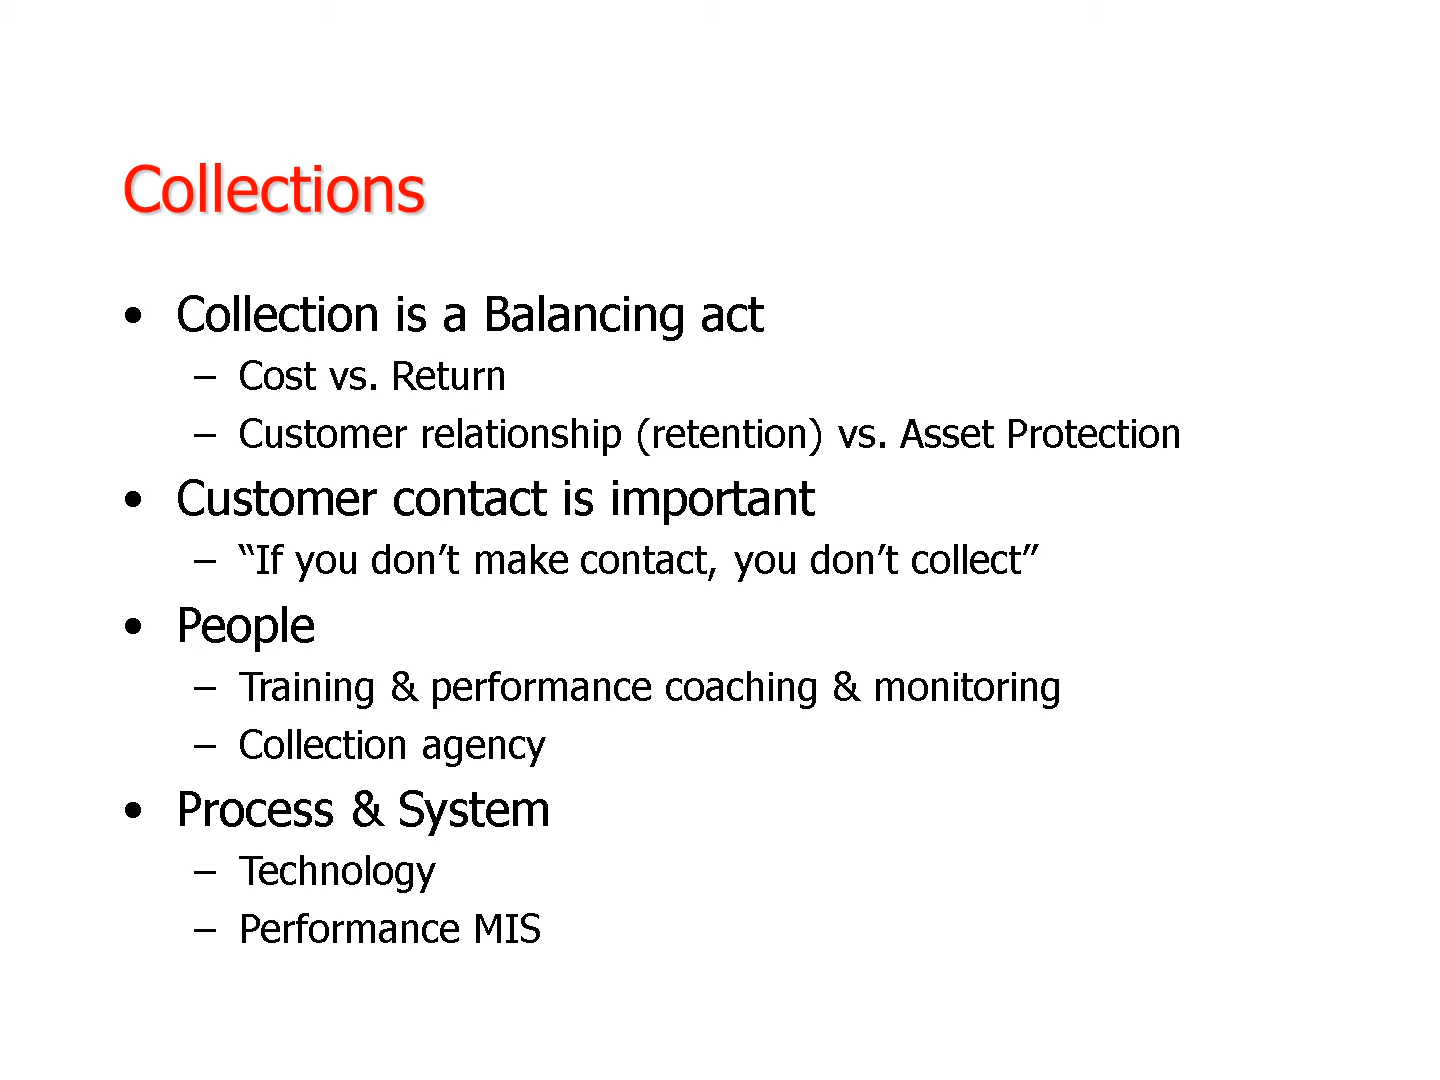 Collections
• Collection is a Balancing act
– Cost vs. Return
– Customer relationship (retention) vs. Asset Protection
• Customer contact is important
– “If you don’t make contact, you don’t collect”
• People
– Training & performance coaching & monitoring
– Collection agency
• Process & System
– Technology
– Performance MIS